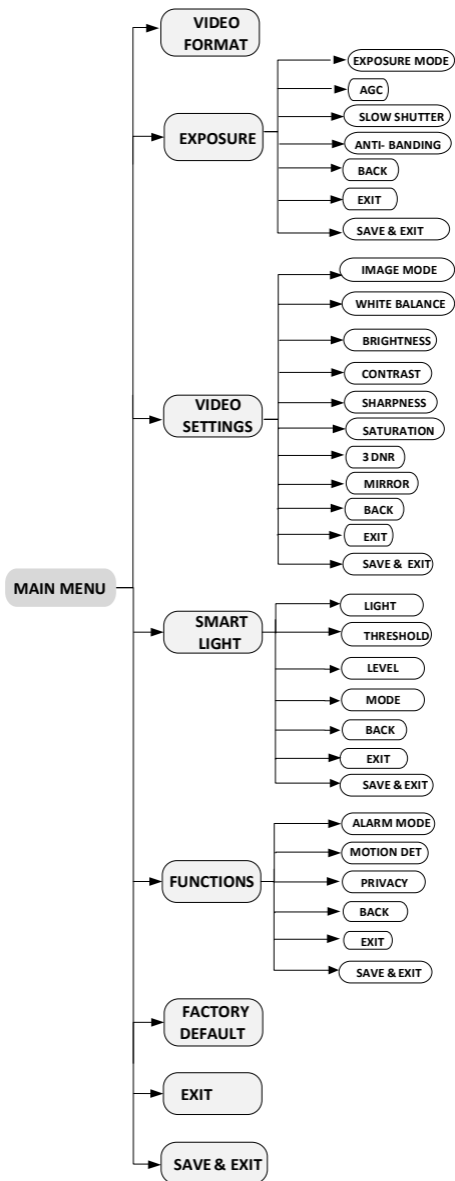 VIDEO
FORMAT
EXPOSURE MODE
AGC
SLOW SHUTTER
EXPOSURE
ANTI- BANDING
BACK
EXIT
SAVE & EXIT
IMAGE MODE
WHITE BALANCE
BRIGHTNESS
CONTRAST
VIDEO
SETTINGS
SHARPNESS
SATURATION
3 DNR
MIRROR
BACK
EXIT
SAVE & EXIT
MAIN MENU
SMART
LIGHT
LIGHT
THRESHOLD
LEVEL
MODE
BACK
EXIT
SAVE & EXIT
ALARM MODE
MOTION DET
FUNCTIONS
PRIVACY
BACK
EXIT
SAVE & EXIT
FACTORY
DEFAULT
EXIT
SAVE & EXIT